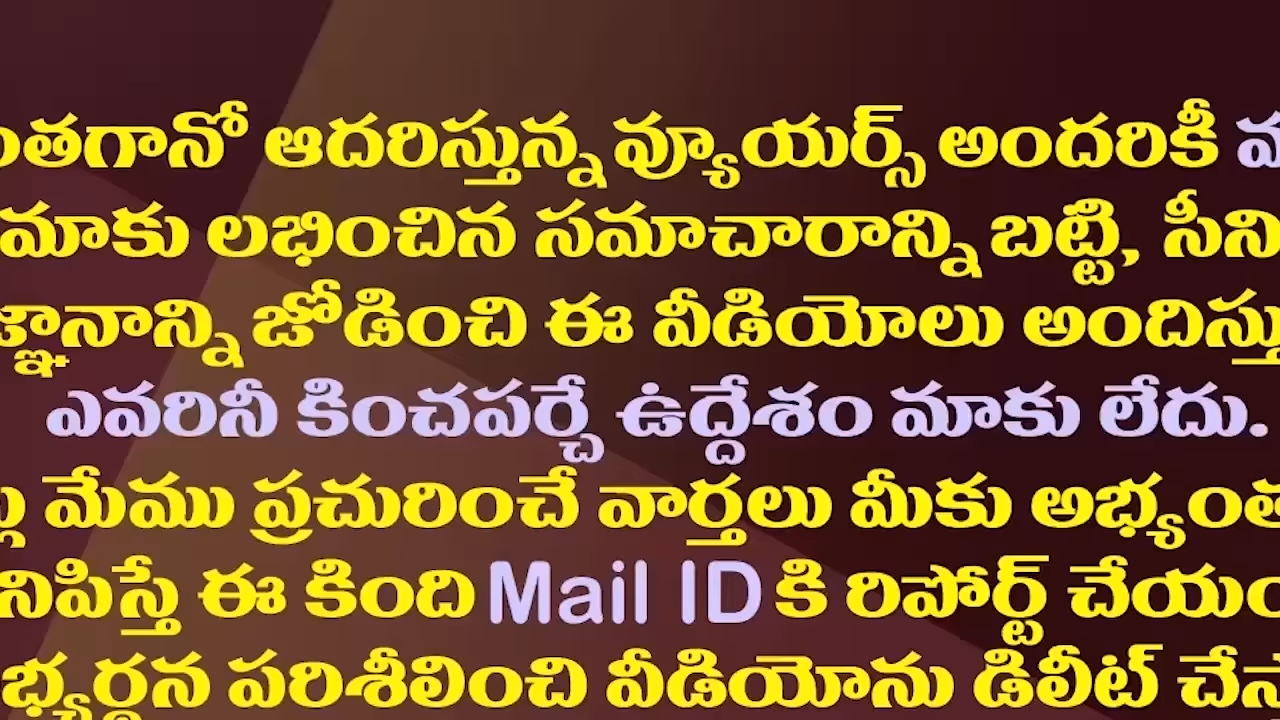 ంతగానో ఆదరిస్తున్న వ్యూయర్స్ అందరికీ
మాకు లభించిన సమాచారాన్ని బట్టి, సీని
జ్ఞానాన్ని జోడించి ఈ వీడియోలు అందిస్తు
ఎవరినీ కించపర్చే ఉద్దేశం మాకు లేదు.
మేము ప్రచురించే వార్తలు మీకు అభ్యంత
నిపిస్తే ఈ కింది Mail ID కి రిపోర్ట్ చేయం
భ్యర్థన పరిశీలించి వీడియోను డిలీట్ చేస